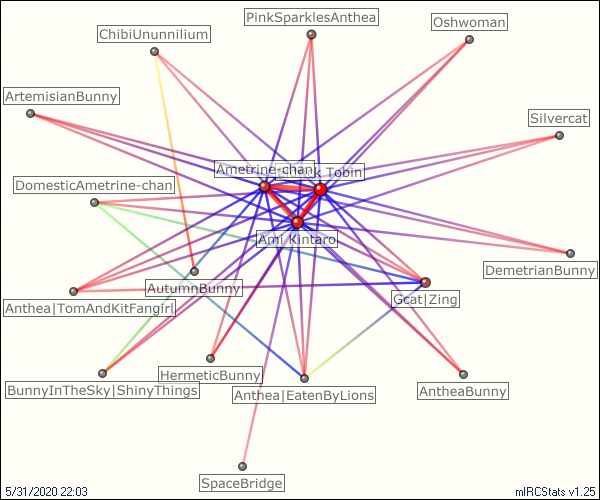 PinkSparklesAnthea
Oshwoman
ChibiUnunnilium
ArtemisianBunny
Silvercat
Ametrine-chan
k Tobin
DomesticAmetrine-chan
Ami Kintaro
DemetrianBunny
AutumnBunny
Gcat|Zing
Anthea|TomAndKitFangirl
HermeticBunny
BunnyInTheSky|ShinyThings
Anthea|EatenByLions
AntheaBunny
SpaceBridge
5/31/2020 22:03
mIRCStats v1.25